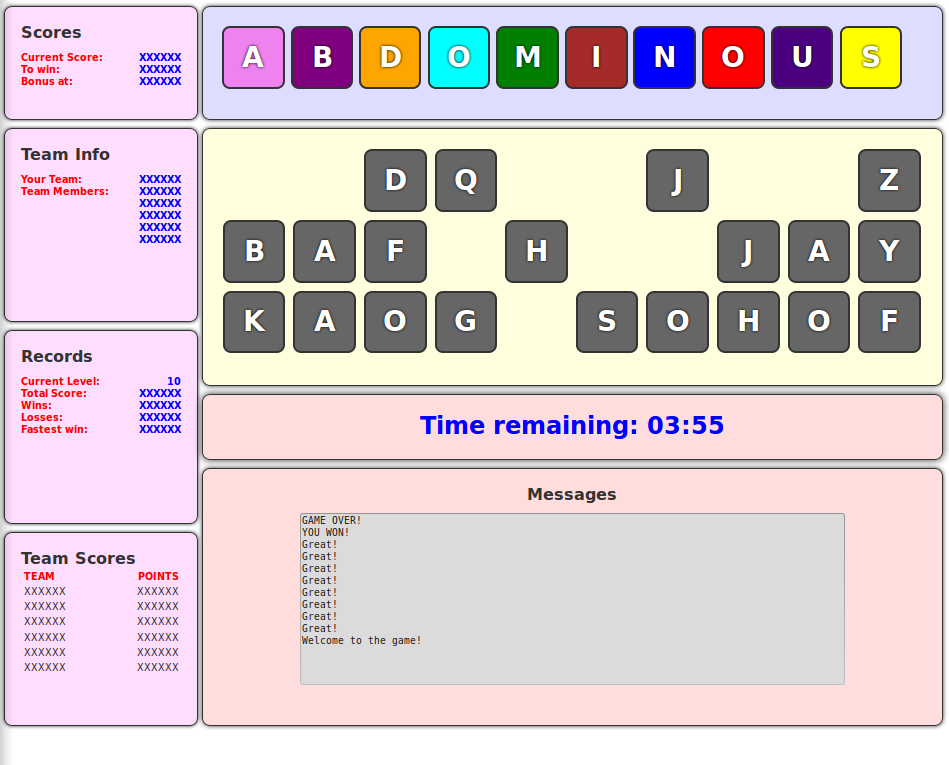 Scores
Current Score: XXXXXX
To win: XXXXXX
Bonus at: XXXXXX
A B D O M I N O U S
Team Info
Your Team: XXXXXX
Team Members: XXXXXX
XXXXXX
XXXXXX
XXXXXX
XXXXXX
D Q J Z
B A F H J A Y
K A O G S O H O F
Records
Current Level: 10
Total Score: XXXXXX
Wins: XXXXXX
Losses: XXXXXX
Fastest win: XXXXXX
Time remaining: 03:55
Team Scores
TEAM POINTS
XXXXXX XXXXXX
XXXXXX XXXXXX
XXXXXX XXXXXX
XXXXXX XXXXXX
XXXXXX XXXXXX
XXXXXX XXXXXX
Messages
GAME OVER!
YOU WON!
Great!
Great!
Great!
Great!
Great!
Great!
Great!
Great!
Welcome to the game!